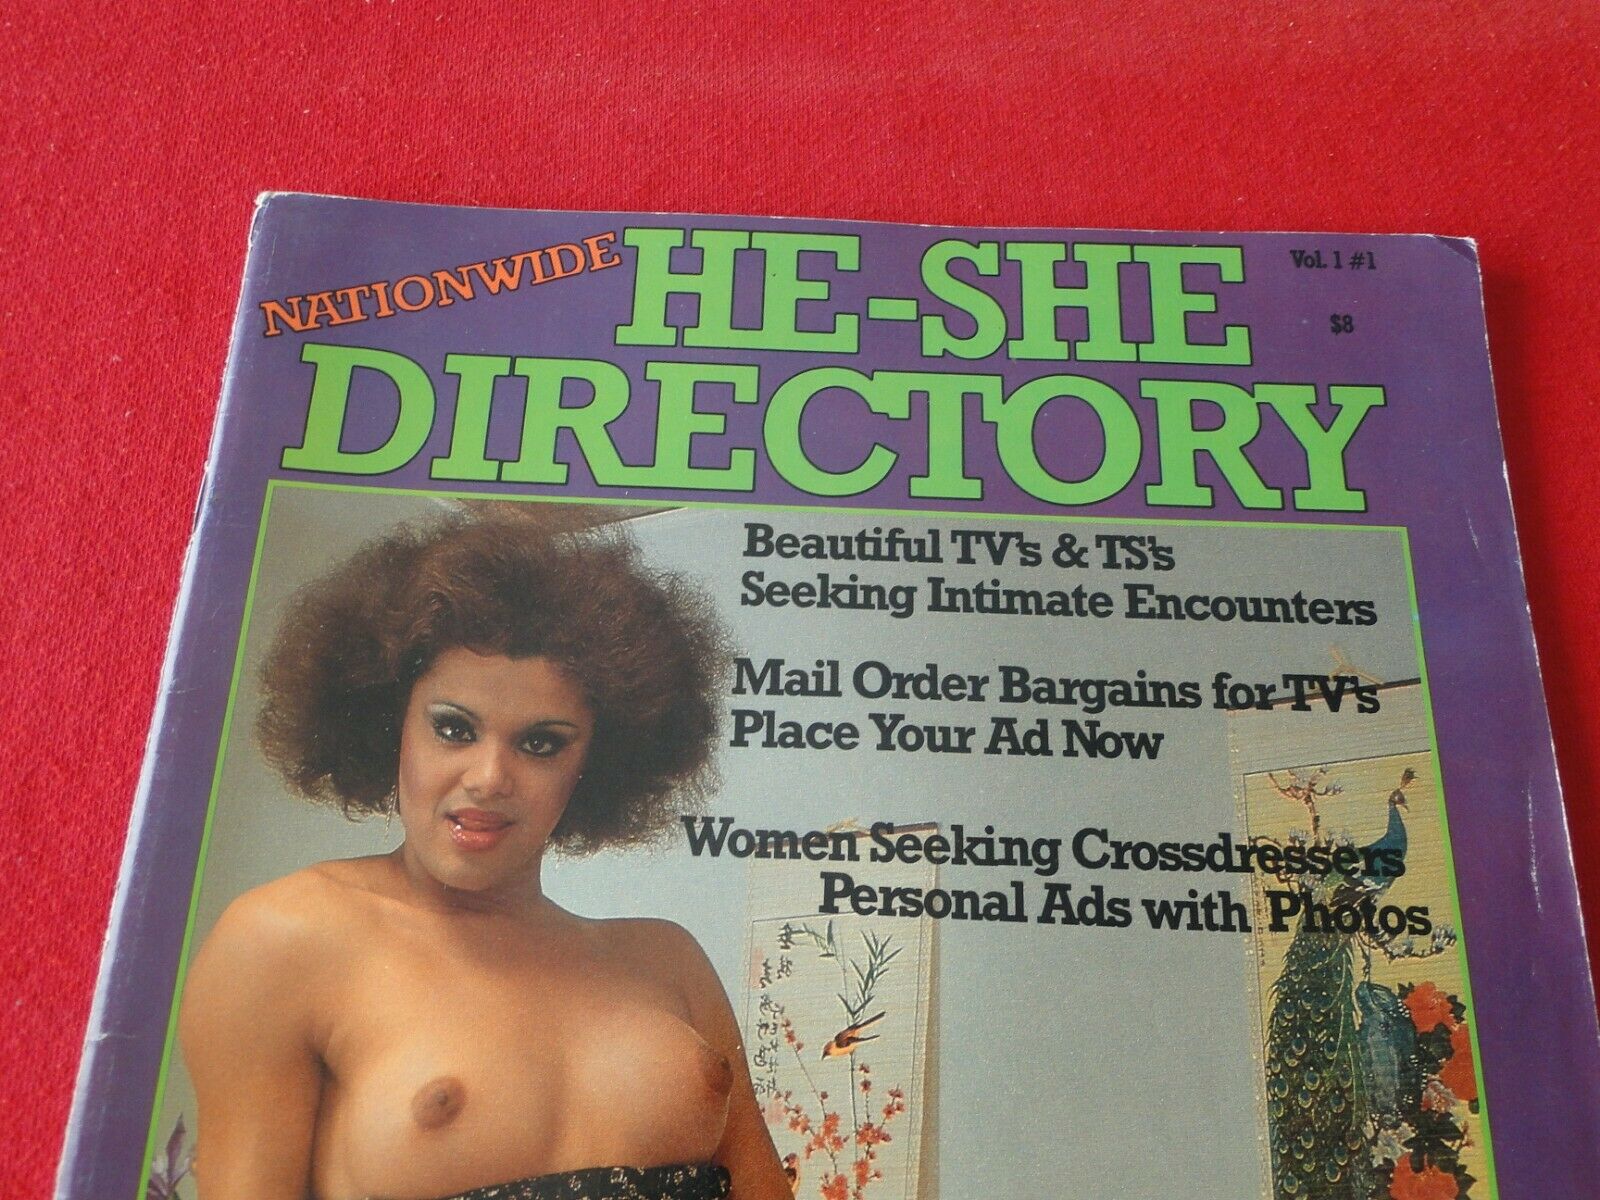 NATIONWIDE
HE-SHE
DIRECTORY
Vol. 1 #1
$8
Beautiful TV's & TS's
Seeking Intimate Encounters
Mail Order Bargains for TV's
Place Your Ad Now
Women Seeking Crossdressers
Personal Ads with Photos